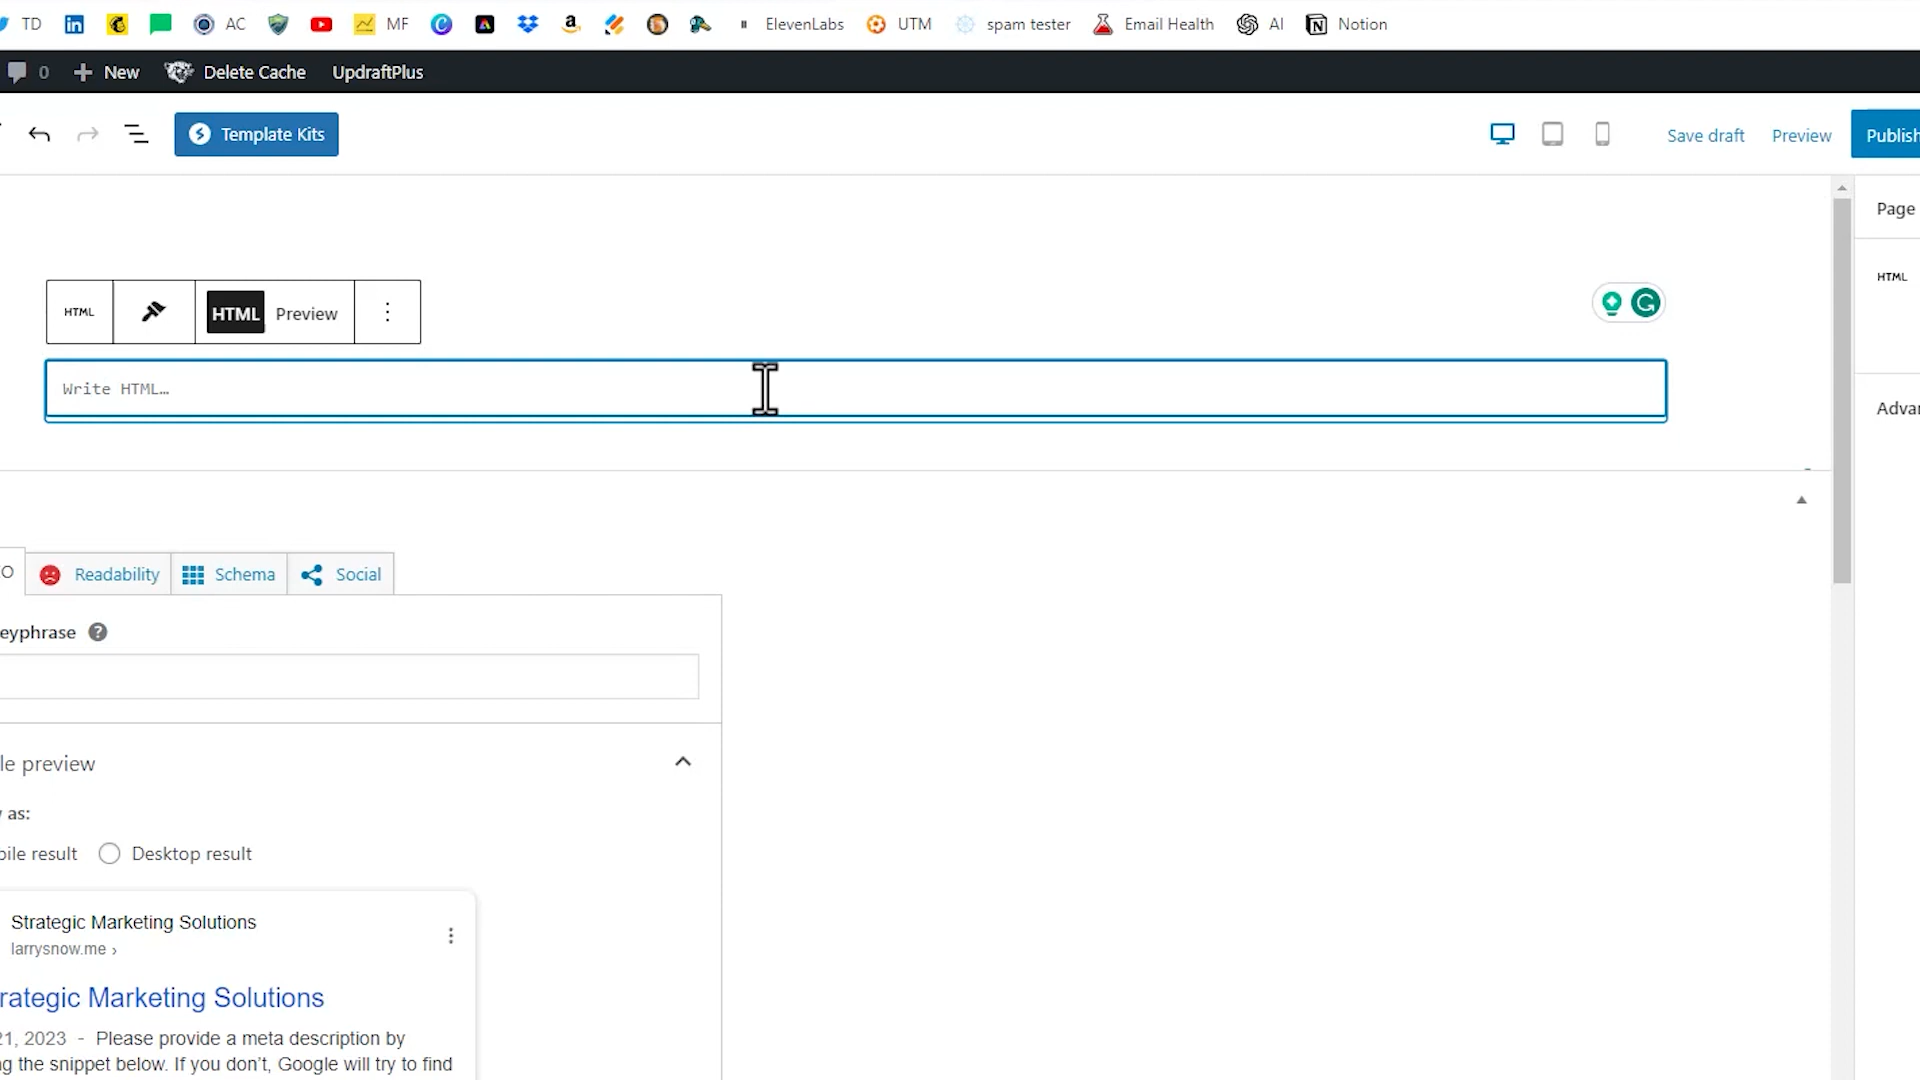 TD
AC
MF
ElevenLabs
UTM
spam tester
Email Health
AI
Notion
0
New
Delete Cache
UpdraftPlus
Template Kits
Save draft
Preview
Publish
Page
HTML
HTML
Preview
HTML
Write HTML…
Advan
O
Readability
Schema
Social
eyphrase ?
le preview
as:
bile result
Desktop result
Strategic Marketing Solutions
larrysnow.me ›
rategic Marketing Solutions
21, 2023 - Please provide a meta description by
g the snippet below. If you don't, Google will try to find